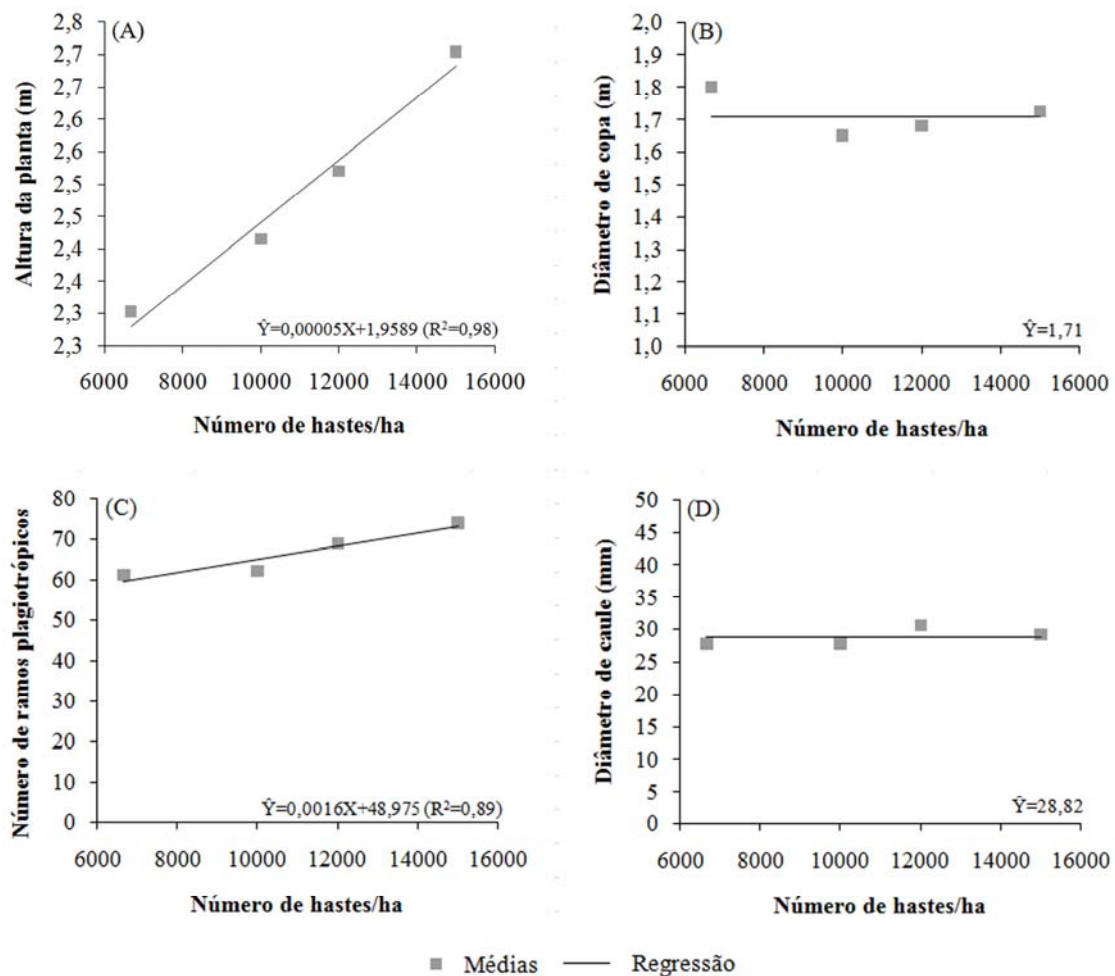 (A)
Altura da planta (m)
2,8
2,7
2,7
2,6
2,6
2,5
2,5
2,4
2,4
2,3
2,3
Ŷ=0,00005X+1,9589 (R²=0,98)
6000 8000 10000 12000 14000 16000
Número de hastes/ha
(B)
Diâmetro de copa (m)
2,0
1,9
1,8
1,7
1,6
1,5
1,4
1,3
1,2
1,1
1,0
Ŷ=1,71
6000 8000 10000 12000 14000 16000
Número de hastes/ha
(C)
Número de ramos plagiotrópicos
80
70
60
50
40
30
20
10
0
Ŷ=0,0016X+48,975 (R²=0,89)
6000 8000 10000 12000 14000 16000
Número de hastes/ha
(D)
Diâmetro de caule (mm)
50
45
40
35
30
25
20
15
10
5
0
Ŷ=28,82
6000 8000 10000 12000 14000 16000
Número de hastes/ha
Médias Regressão